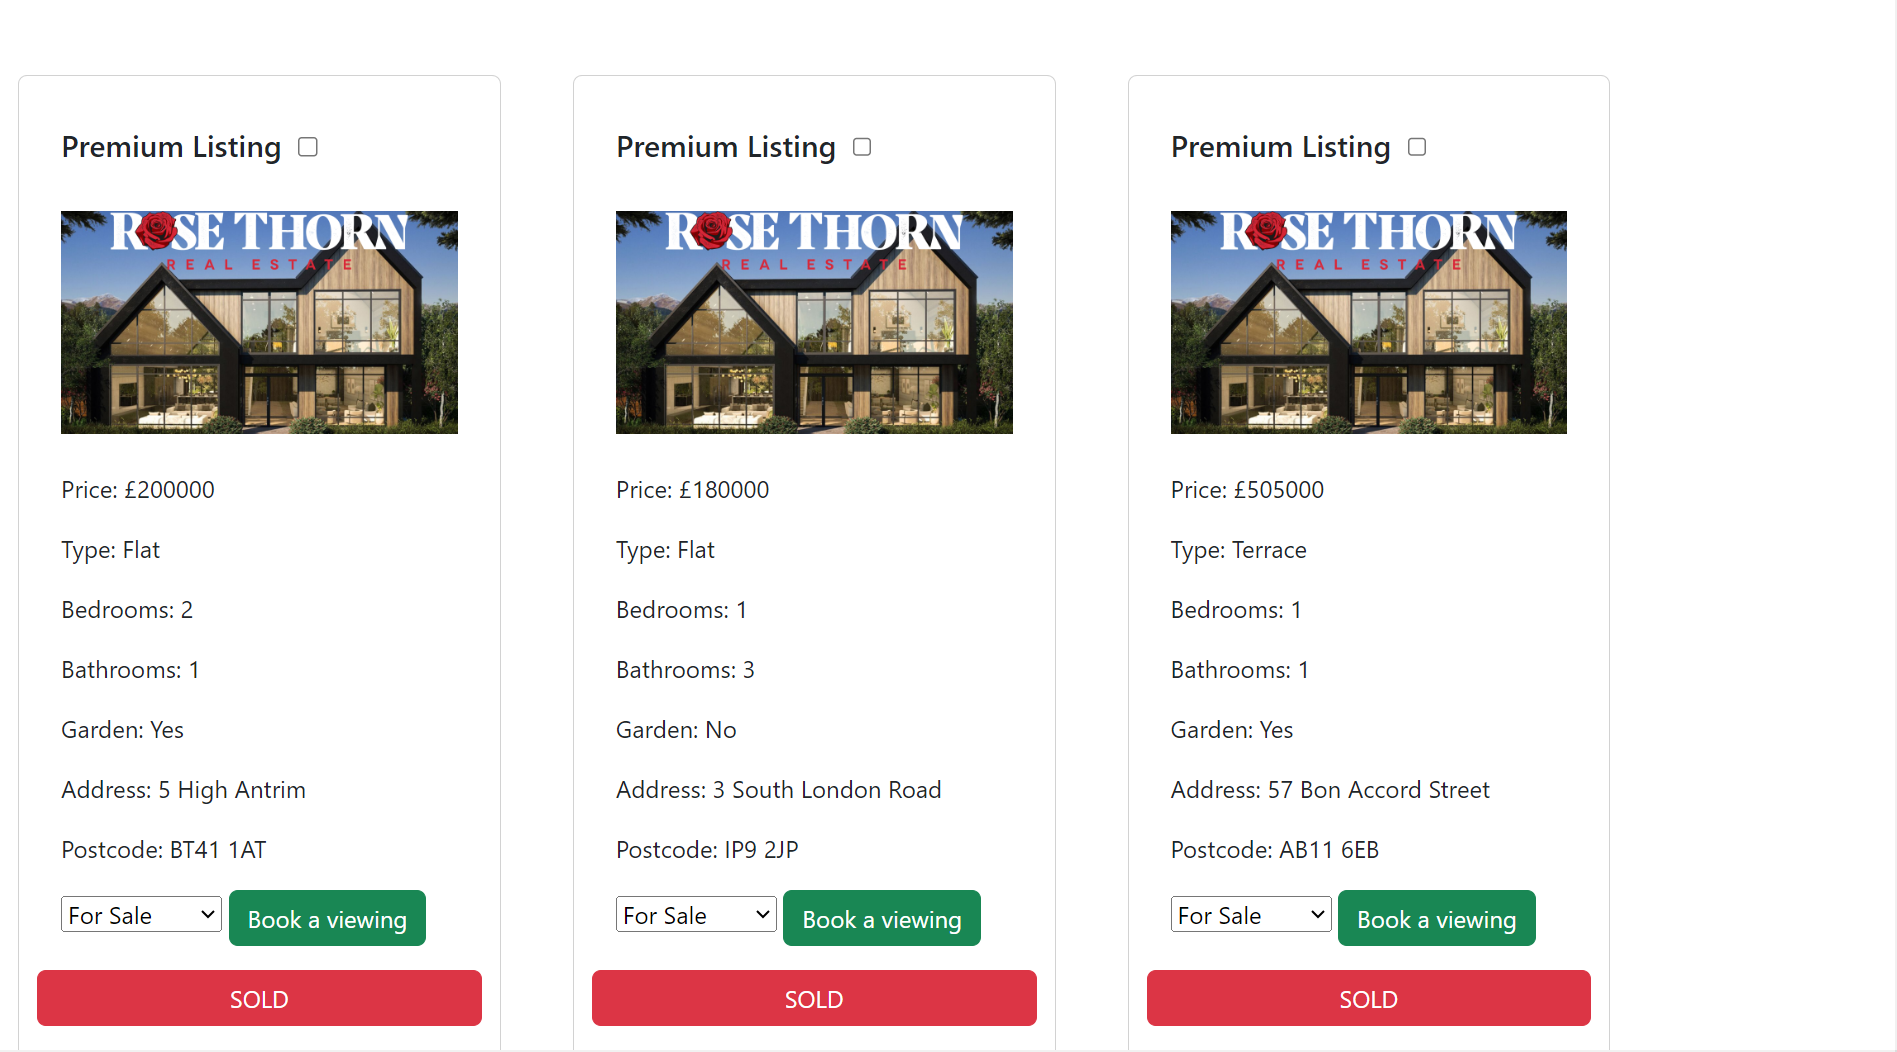 Premium Listing
ROSE THORN
REAL ESTATE
Price: £200000
Type: Flat
Bedrooms: 2
Bathrooms: 1
Garden: Yes
Address: 5 High Antrim
Postcode: BT41 1AT
For Sale
Book a viewing
SOLD
Premium Listing
ROSE THORN
REAL ESTATE
Price: £180000
Type: Flat
Bedrooms: 1
Bathrooms: 3
Garden: No
Address: 3 South London Road
Postcode: IP9 2JP
For Sale
Book a viewing
SOLD
Premium Listing
ROSE THORN
REAL ESTATE
Price: £505000
Type: Terrace
Bedrooms: 1
Bathrooms: 1
Garden: Yes
Address: 57 Bon Accord Street
Postcode: AB11 6EB
For Sale
Book a viewing
SOLD